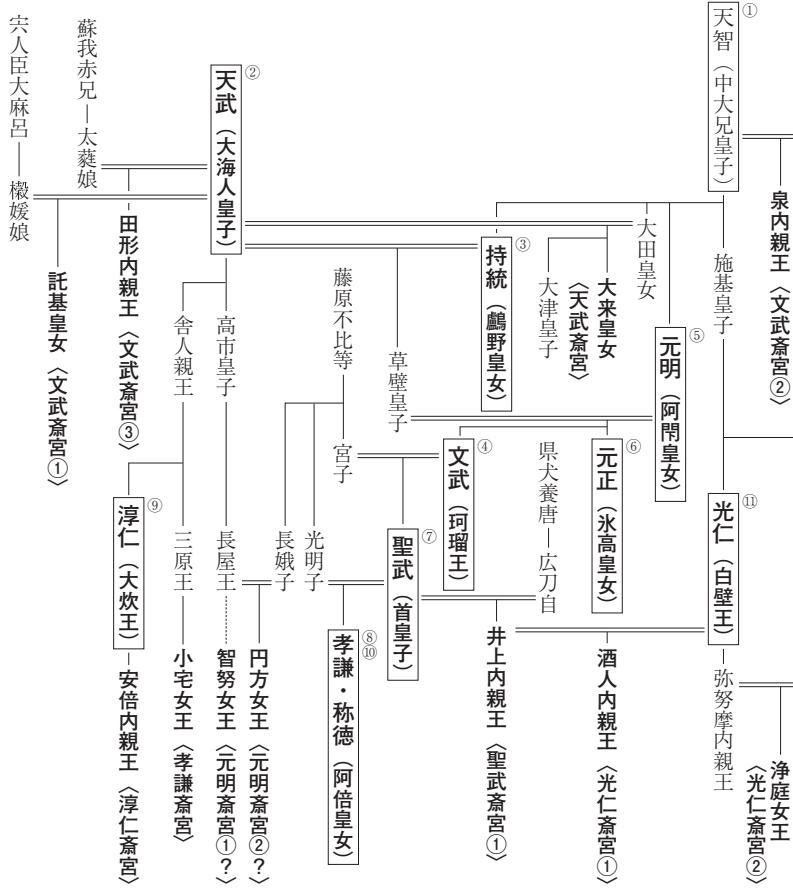 ①
天智（中大兄皇子）
泉内親王〈文武斎宮②〉
施基皇子
⑪
光仁（白壁王）
弥努摩内親王
浄庭女王
〈光仁斎宮②〉
⑤
元明（阿閇皇女）
大田皇女
大来皇女
〈天武斎宮〉
大津皇子
③
持統（鸕野皇女）
草壁皇子
⑥
元正（氷高皇女）
④
文武（珂瑠王）
県犬養唐
広刀自
酒人内親王〈光仁斎宮①〉
井上内親王〈聖武斎宮①〉
藤原不比等
宮子
⑦
聖武（首皇子）
光明子
長娥子
⑧
⑩
孝謙・称徳（阿倍皇女）
②
天武（大海人皇子）
高市皇子
長屋王
円方女王〈元明斎宮②？〉
智努女王〈元明斎宮①？〉
舎人親王
三原王
小宅女王〈孝謙斎宮〉
⑨
淳仁（大炊王）
安倍内親王〈淳仁斎宮〉
蘇我赤兄
太蕤娘
田形内親王〈文武斎宮③〉
宍人臣大麻呂
媛娘
託基皇女〈文武斎宮①〉